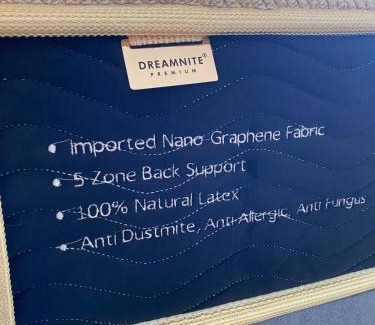 DREAMNITE®
PREMIUM
• Imported Nano Graphene Fabric
• 5 Zone Back Support
• 100% Natural Latex
• Anti Dustmite, Anti Allergic, Anti Fungus